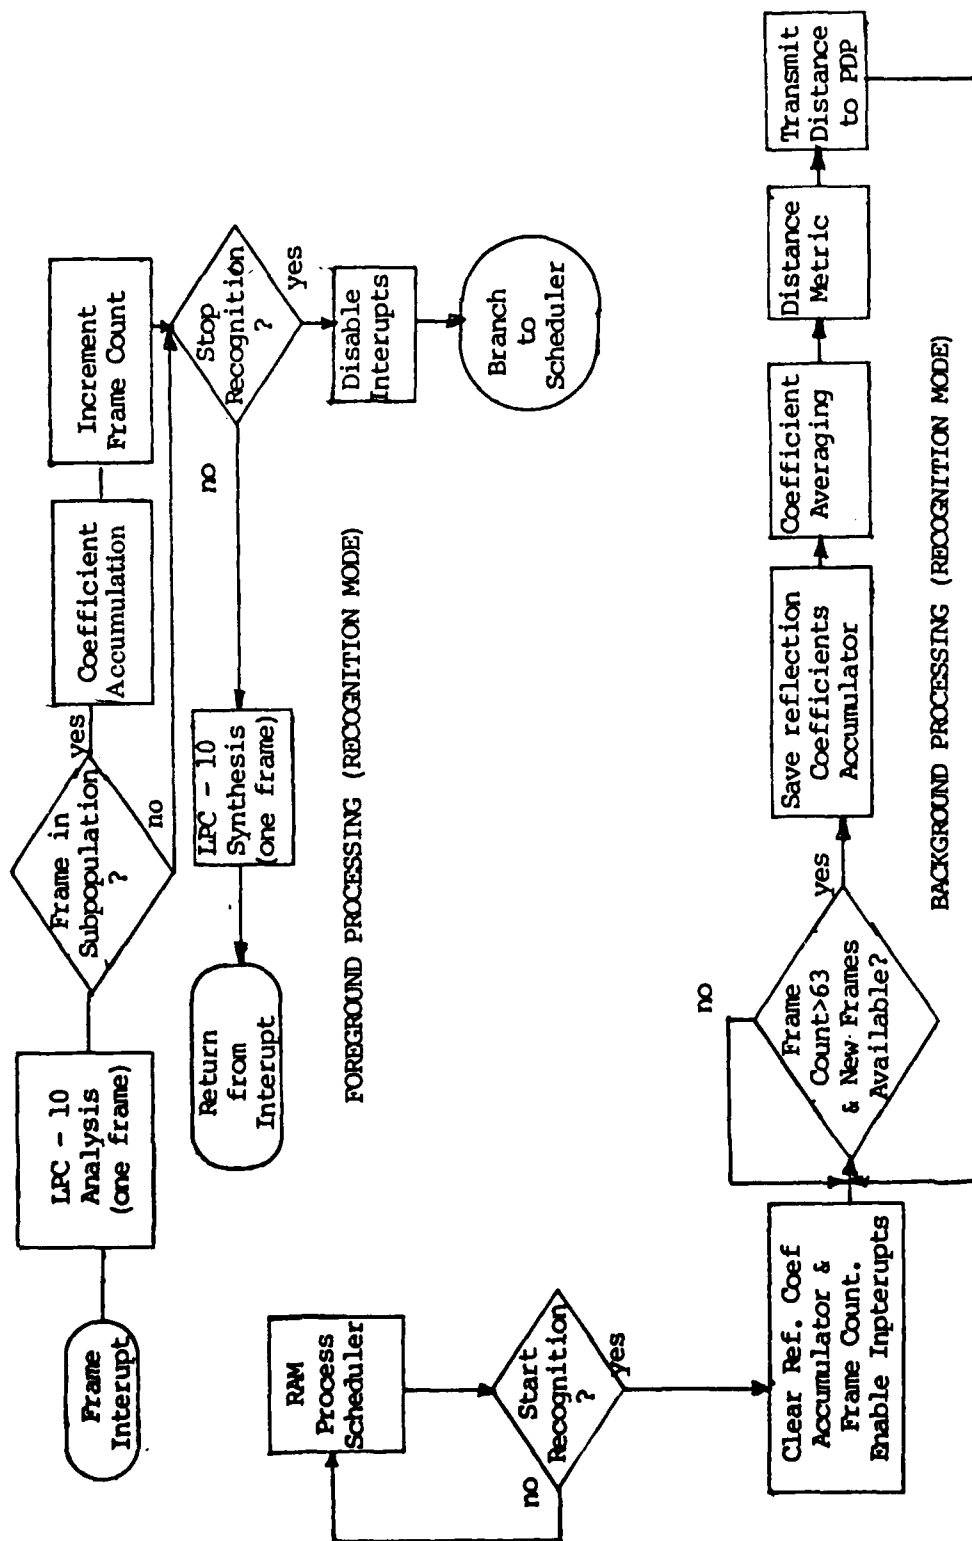 Frame
Interupt
LPC - 10
Analysis
(one frame)
Frame in
Subpopulation
?
yes
no
Coefficient
Accumulation
Increment
Frame Count
Stop
Recognition
?
yes
no
Disable
Interupts
Branch
to
Scheduler
LPC - 10
Synthesis
(one frame)
Return
from
Interupt
FOREGROUND PROCESSING (RECOGNITION MODE)
RAM
Process
Scheduler
Start
Recognition
?
no
yes
Clear Ref. Coef
Accumulator &
Frame Count.
Enable Inpterupts
Frame
Count>63
& New Frames
Available?
no
yes
Save reflection
Coefficients
Accumulator
Coefficient
Averaging
Distance
Metric
Transmit
Distance
to PDP
BACKGROUND PROCESSING (RECOGNITION MODE)